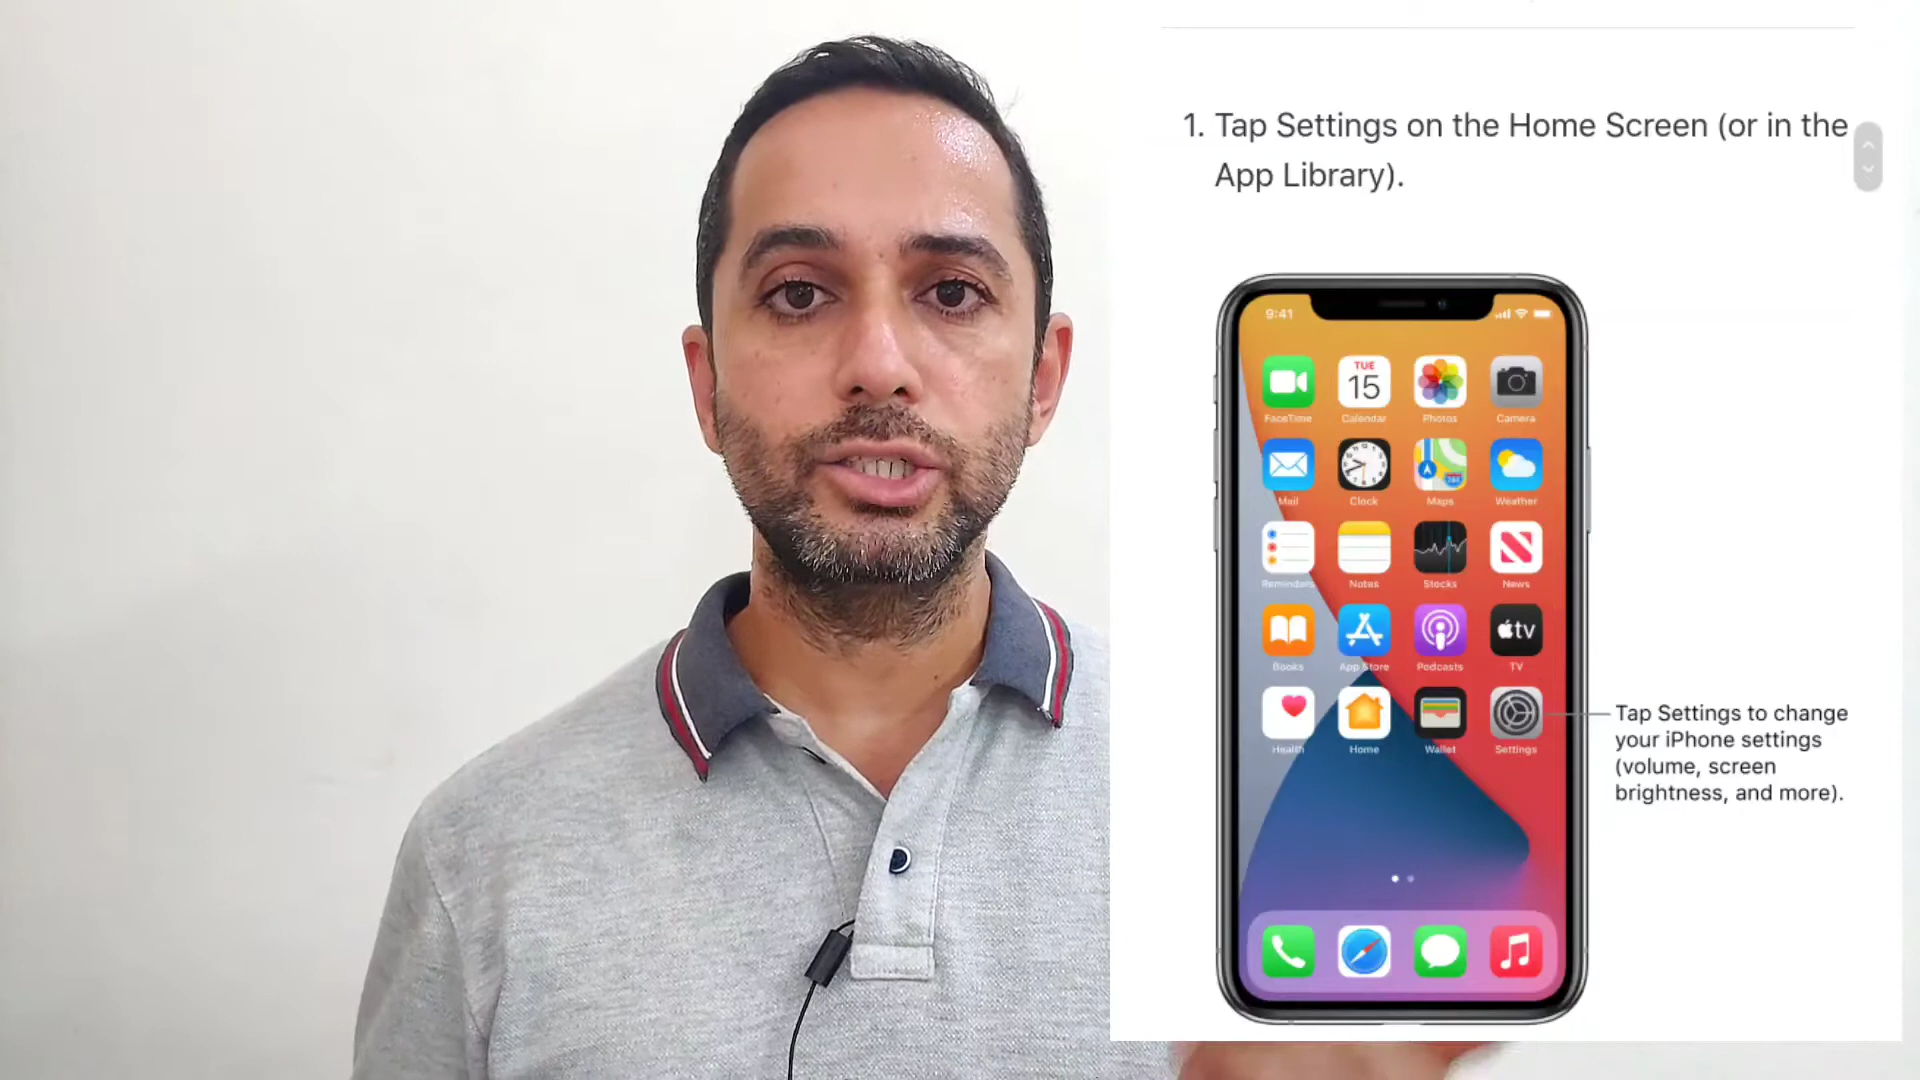 1. Tap Settings on the Home Screen (or in the
App Library).
9:41
TUE
15
FaceTime Calendar Photos Camera
Mail Clock Maps Weather
Reminders Notes Stocks News
tv
Books App Store Podcasts TV
Health Home Wallet Settings
Tap Settings to change
your iPhone settings
(volume, screen
brightness, and more).